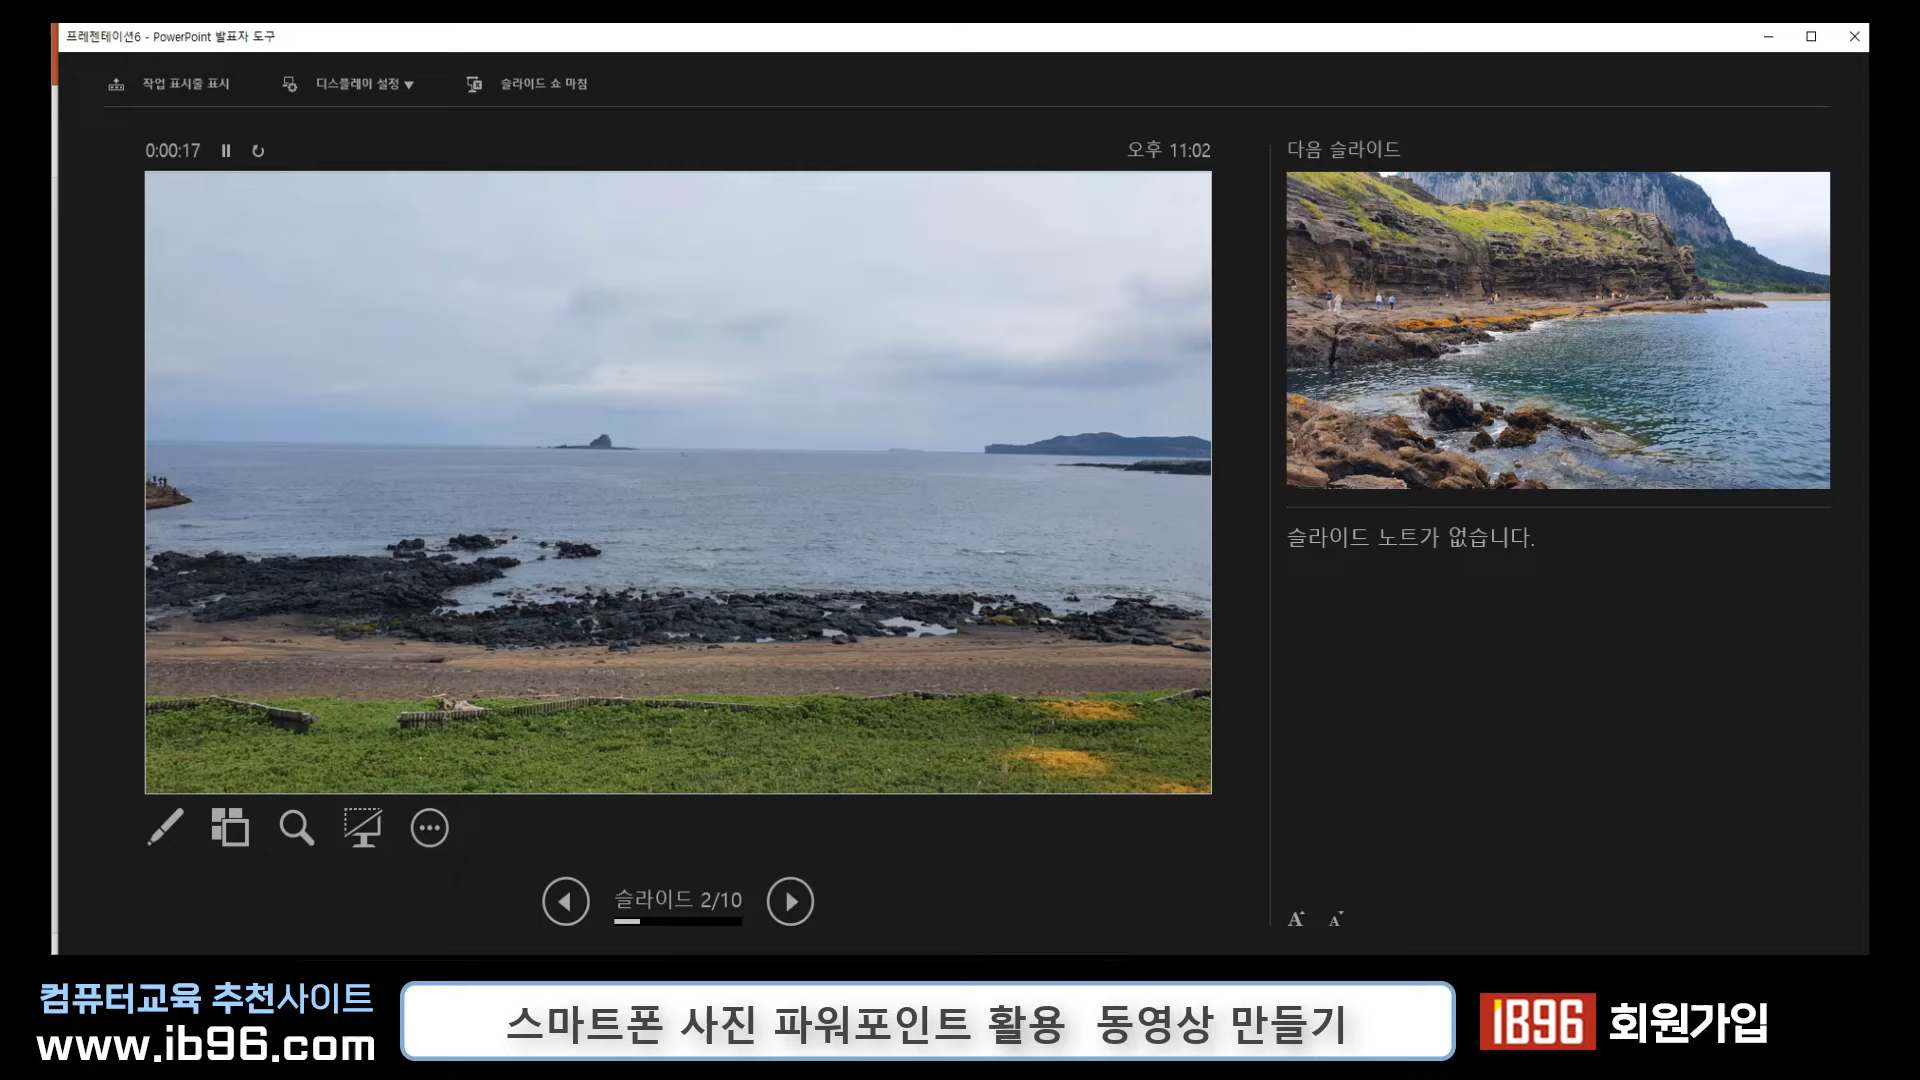 프레젠테이션6 - PowerPoint 발표자 도구
작업 표시줄 표시
디스플레이 설정 ▼
슬라이드 쇼 마침
0:00:17
오후 11:02
다음 슬라이드
슬라이드 노트가 없습니다.
슬라이드 2/10
A A
컴퓨터교육 추천사이트
www.ib96.com
스마트폰 사진 파워포인트 활용 동영상 만들기
IB96 회원가입